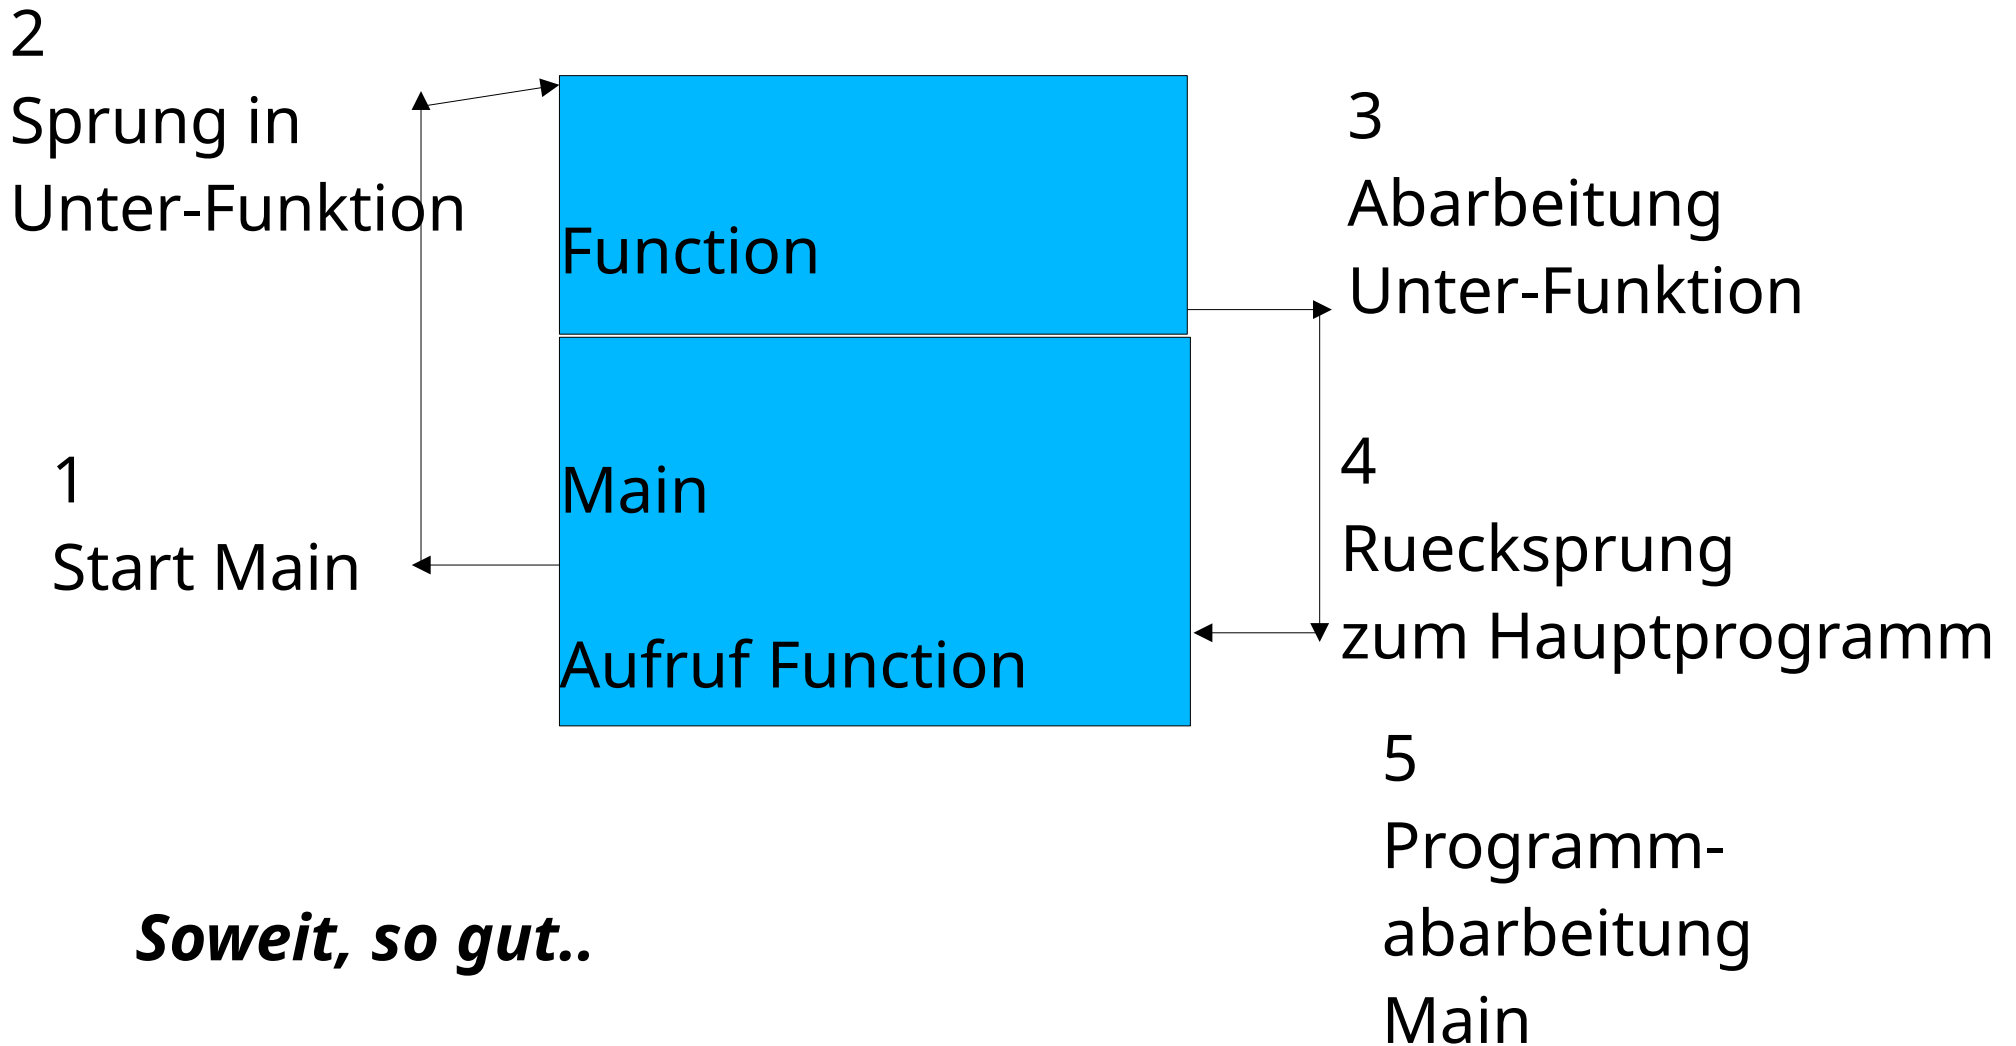 2
Sprung in
Unter-Funktion
Function
3
Abarbeitung
Unter-Funktion
1
Start Main
Main
Aufruf Function
4
Ruecksprung
zum Hauptprogramm
5
Programm-
abarbeitung
Main
Soweit, so gut..